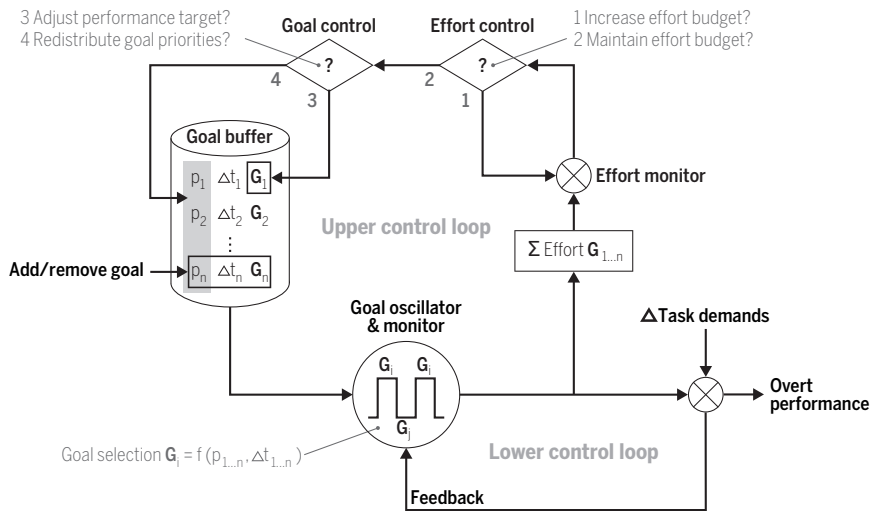 3 Adjust performance target?
4 Redistribute goal priorities?
Goal control
Effort control
1 Increase effort budget?
2 Maintain effort budget?
?
?
4
3
2
1
Goal buffer
p₁ Δt₁ G₁
p₂ Δt₂ G₂
⋮
pₙ Δtₙ Gₙ
Add/remove goal
Effort monitor
Upper control loop
Σ Effort G₁...ₙ
Goal oscillator
& monitor
Gᵢ Gᵢ
Gⱼ
ΔTask demands
Overt
performance
Goal selection Gᵢ = f (p₁...ₙ, Δt₁...ₙ)
Lower control loop
Feedback